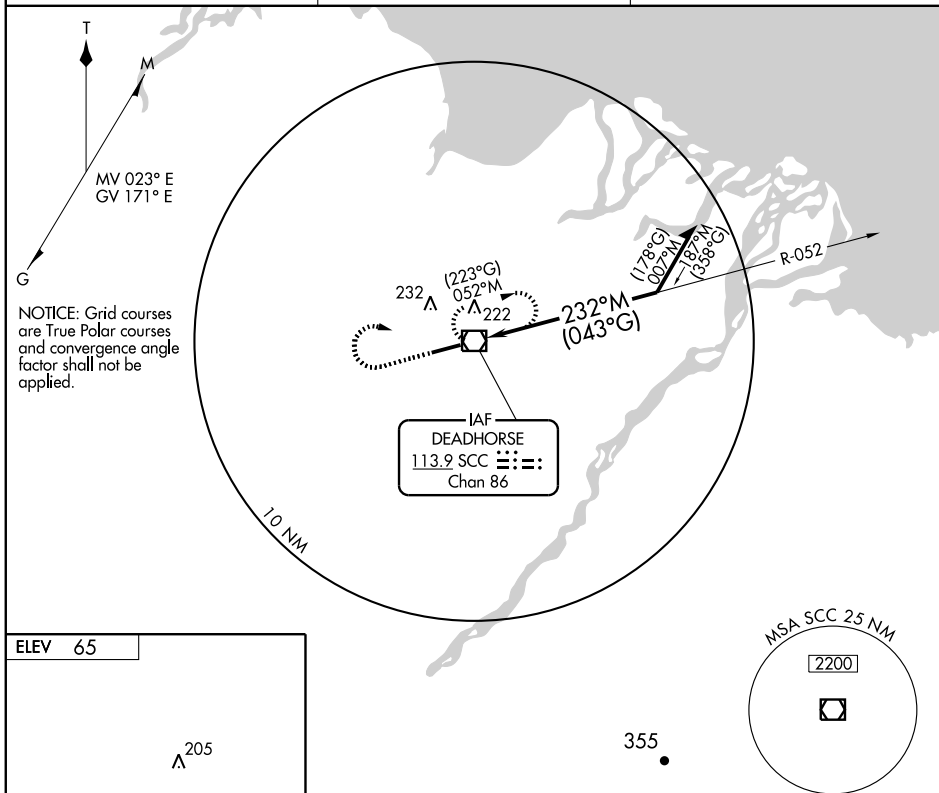 T
M
MV 023° E
GV 171° E
G
NOTICE: Grid courses
are True Polar courses
and convergence angle
factor shall not be
applied.
232
(223°G)
052°M
222
232°M
(043°G)
(178°G)
007°M
187°M
(358°G)
R-052
IAF
DEADHORSE
113.9 SCC
Chan 86
10 NM
ELEV 65
205
355
MSA SCC 25 NM
2200